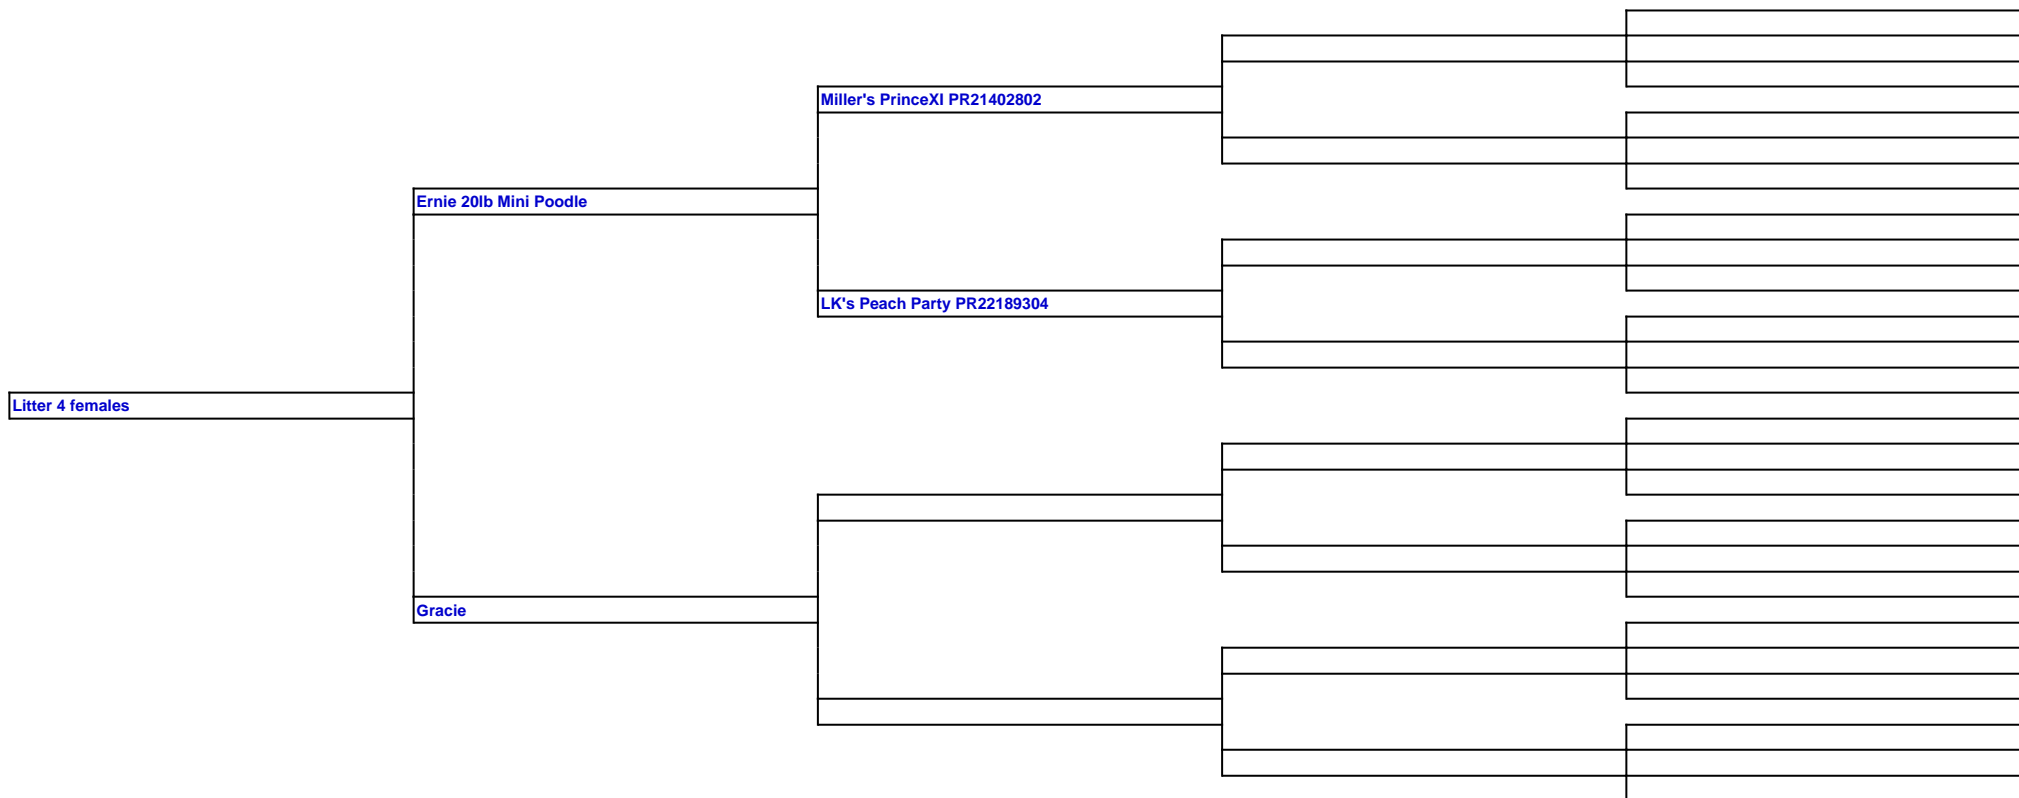 Miller's PrinceXI PR21402802
Ernie 20lb Mini Poodle
LK's Peach Party PR22189304
Litter 4 females
Gracie